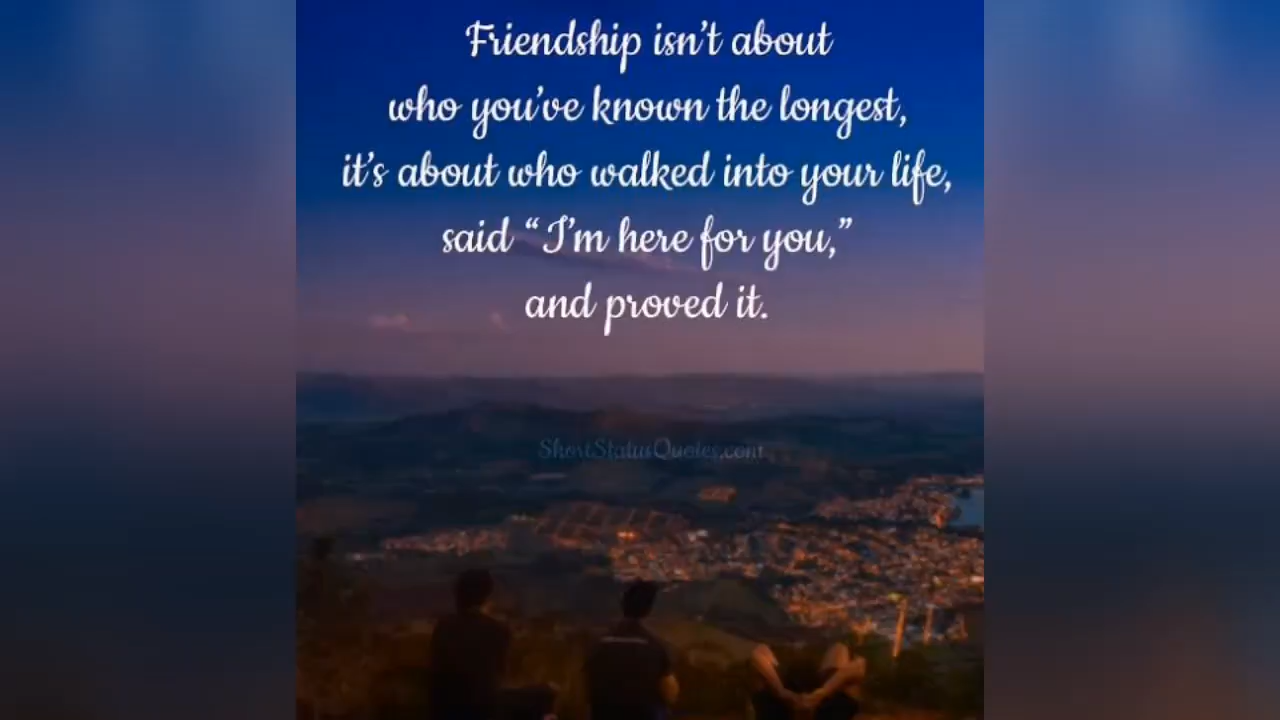 Friendship isn't about
who you've known the longest,
it's about who walked into your life,
said “I'm here for you,”
and proved it.
ShortStatusQuotes.com